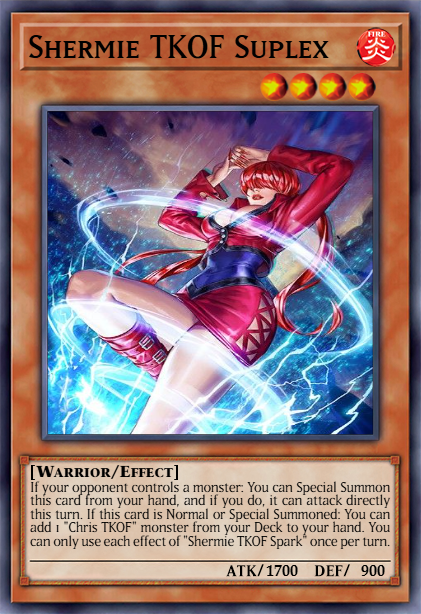 Shermie TKOF Suplex
FIRE
炎
[Warrior/Effect]
If your opponent controls a monster: You can Special Summon
this card from your hand, and if you do, it can attack directly
this turn. If this card is Normal or Special Summoned: You can
add 1 "Chris TKOF" monster from your Deck to your hand. You
can only use each effect of "Shermie TKOF Spark" once per turn.
ATK/1700 DEF/ 900